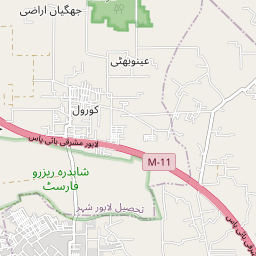 جھگیاں اراضی
عینوبھٹی
کورول
لاہور مشرقی بائی پاس
M-11
شاہدرہ ریزرو
فارسٹ
تحصیل لاہور شہر
لاہور مشرقی بائی پاس